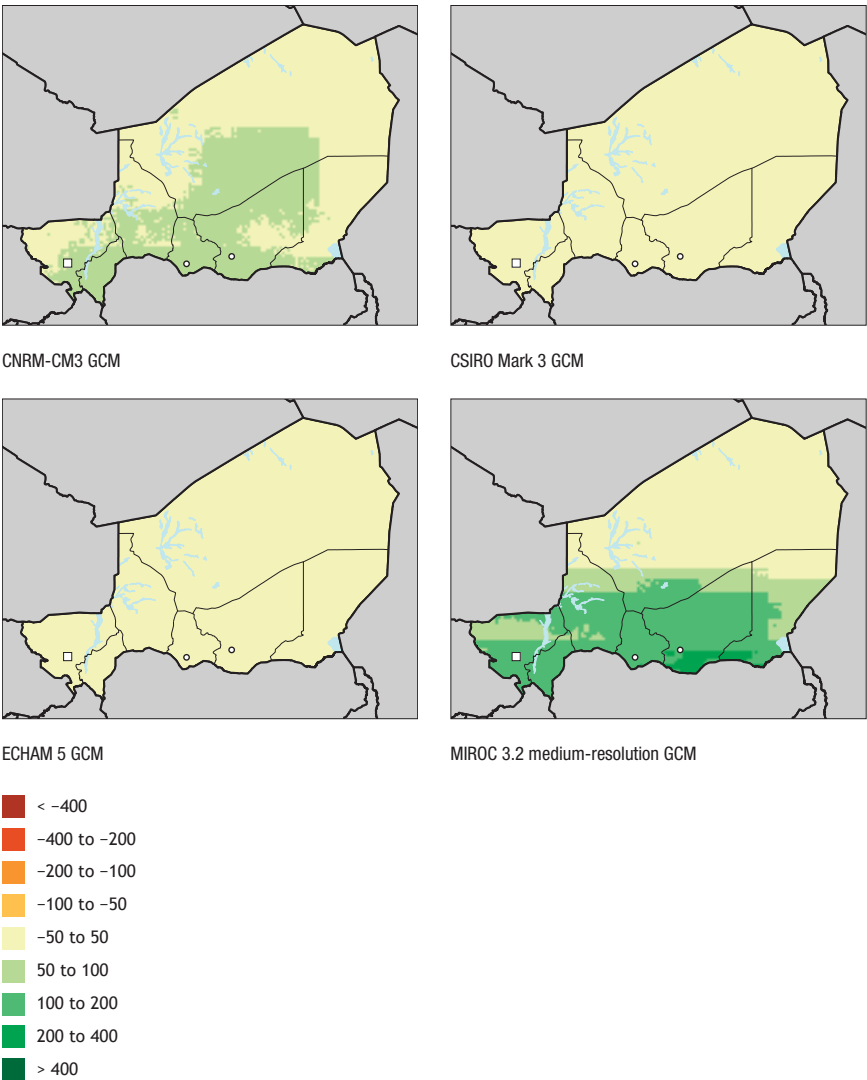 CNRM-CM3 GCM
CSIRO Mark 3 GCM
ECHAM 5 GCM
MIROC 3.2 medium-resolution GCM
< −400
−400 to −200
−200 to −100
−100 to −50
−50 to 50
50 to 100
100 to 200
200 to 400
> 400